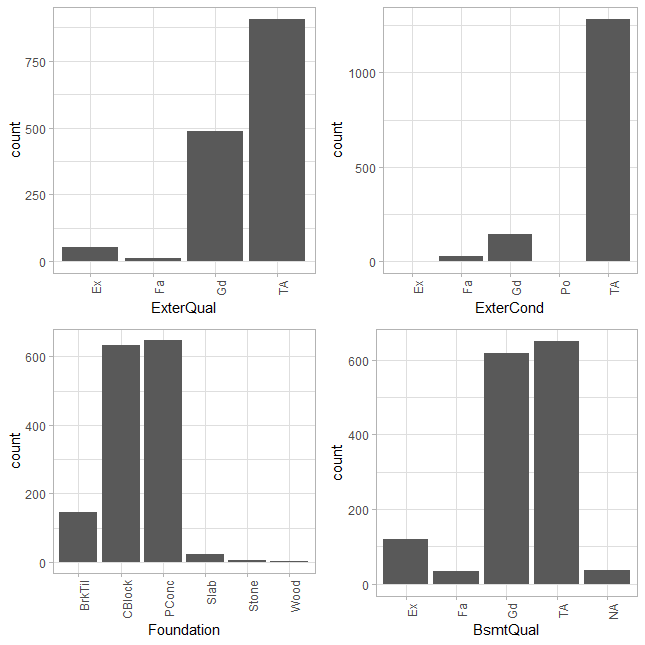 count
750
500
250
0
Ex
Fa
Gd
TA
ExterQual
count
1000
500
0
Ex
Fa
Gd
Po
TA
ExterCond
count
600
400
200
0
BrkTil
CBlock
PConc
Slab
Stone
Wood
Foundation
count
600
400
200
0
Ex
Fa
Gd
TA
NA
BsmtQual